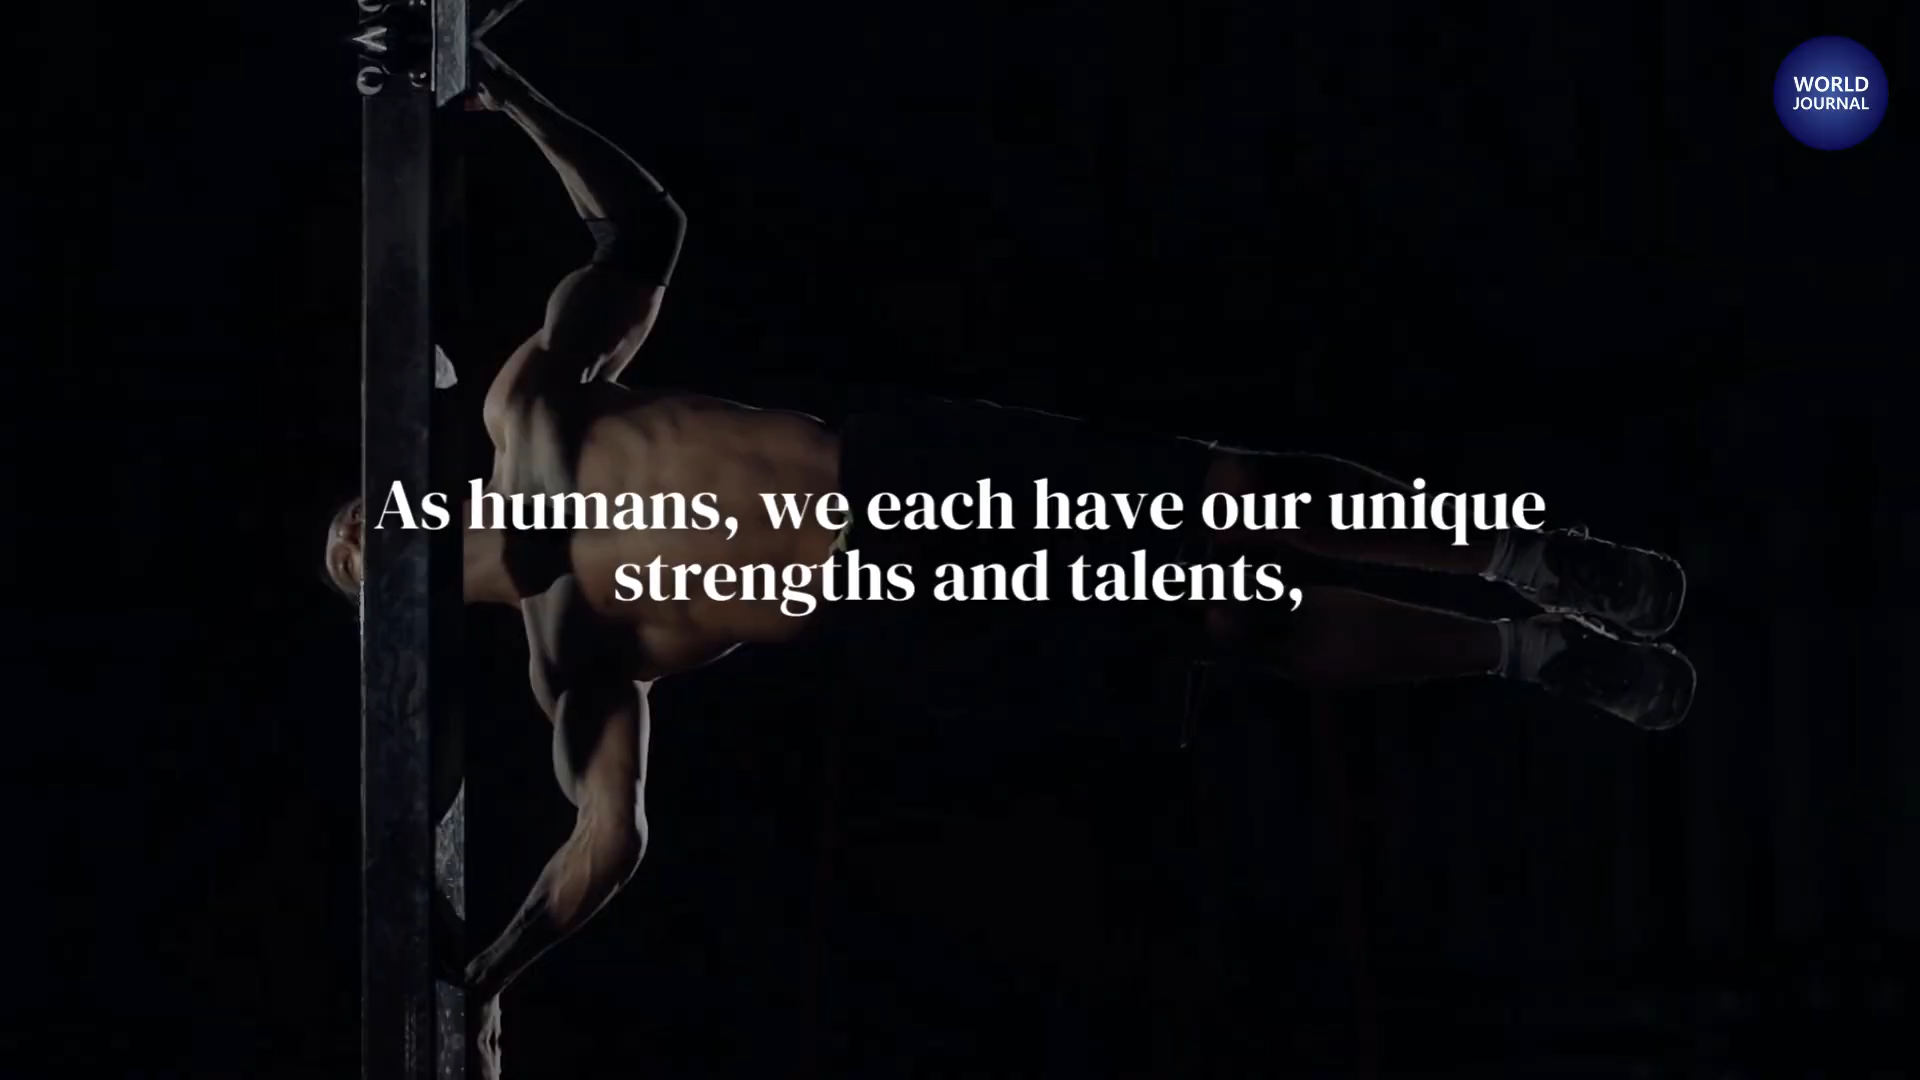 WORLD
JOURNAL
As humans, we each have our unique
strengths and talents,